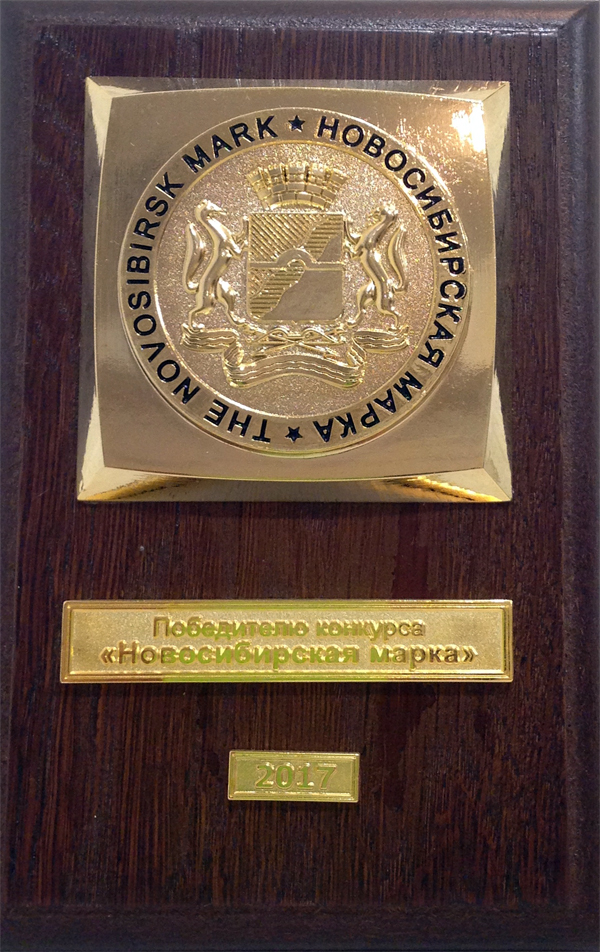 THE NOVOSIBIRSK MARK ★ НОВОСИБИРСКАЯ МАРКА ★
Победителю конкурса
«Новосибирская марка»
2017